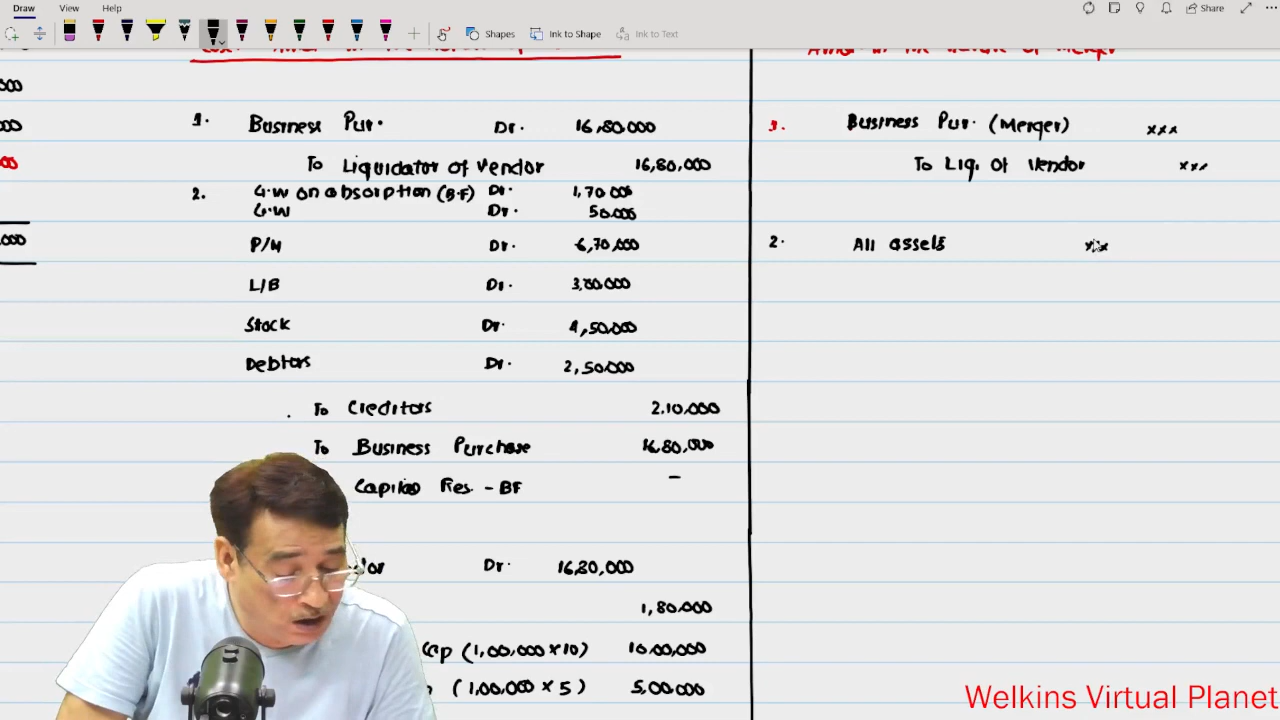 Draw View Help
Share
Shapes Ink to Shape Ink to Text
000
000
00
000
1. Business Pur. Dr. 16,80,000
To Liquidator of Vendor 16,80,000
2. G.W on absorption (B.F) Dr. 1,70,000
G.W Dr. 50,000
P/M Dr. 6,70,000
L/B Dr. 3,80,000
Stock Dr. 4,50,000
Debtors Dr. 2,50,000
To Creditors 2,10,000
To Business Purchase 16,80,000
Capital Res. - BF -
dor Dr. 16,80,000
1,80,000
Cap (1,00,000 x 10) 10,00,000
(1,00,000 x 5) 5,00,000
1. Business Pur. (Merger) xxx
To Liq. Of Vendor xxx
2. All assets xxx
Welkins Virtual Planet